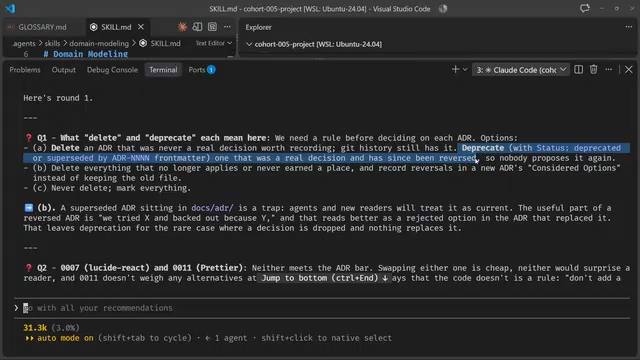 SKILL.md - cohort-005-project [WSL: Ubuntu-24.04] - Visual Studio Code
GLOSSARY.md
SKILL.md
Explorer
.agents > skills > domain-modeling
Text Editor
cohort-005-project [WSL: Ubuntu-24.04]
6 # Domain Modeling
Problems Output Debug Console Terminal Ports 1
3: Claude Code (coho
Here's round 1.
---
❓ Q1 — What "delete" and "deprecate" each mean here: We need a rule before deciding on each ADR. Options:
- (a) Delete an ADR that was never a real decision worth recording; git history still has it. Deprecate (with Status: deprecated
or superseded by ADR-NNNN frontmatter) one that was a real decision and has since been reversed, so nobody proposes it again.
- (b) Delete everything that no longer applies or never earned a place, and record reversals in a new ADR's "Considered Options"
instead of keeping the old file.
- (c) Never delete; mark everything.
➡ (b). A superseded ADR sitting in docs/adr/ is a trap: agents and new readers will treat it as current. The useful part of a
reversed ADR is "we tried X and backed out because Y," and that reads better as a rejected option in the ADR that replaced it.
That leaves deprecation for the rare case where a decision is dropped and nothing replaces it.
---
❓ Q2 — 0007 (lucide-react) and 0011 (Prettier): Neither meets the ADR bar. Swapping either one is cheap, neither would surprise a
reader, and 0011 doesn't weigh any alternatives at Jump to bottom (ctrl+End) ↓ ays that the code doesn't is a rule: "don't add a
❯ go with all your recommendations
31.3k (3.0%)
⏵⏵ auto mode on (shift+tab to cycle) · ← 1 agent · shift+click to native select